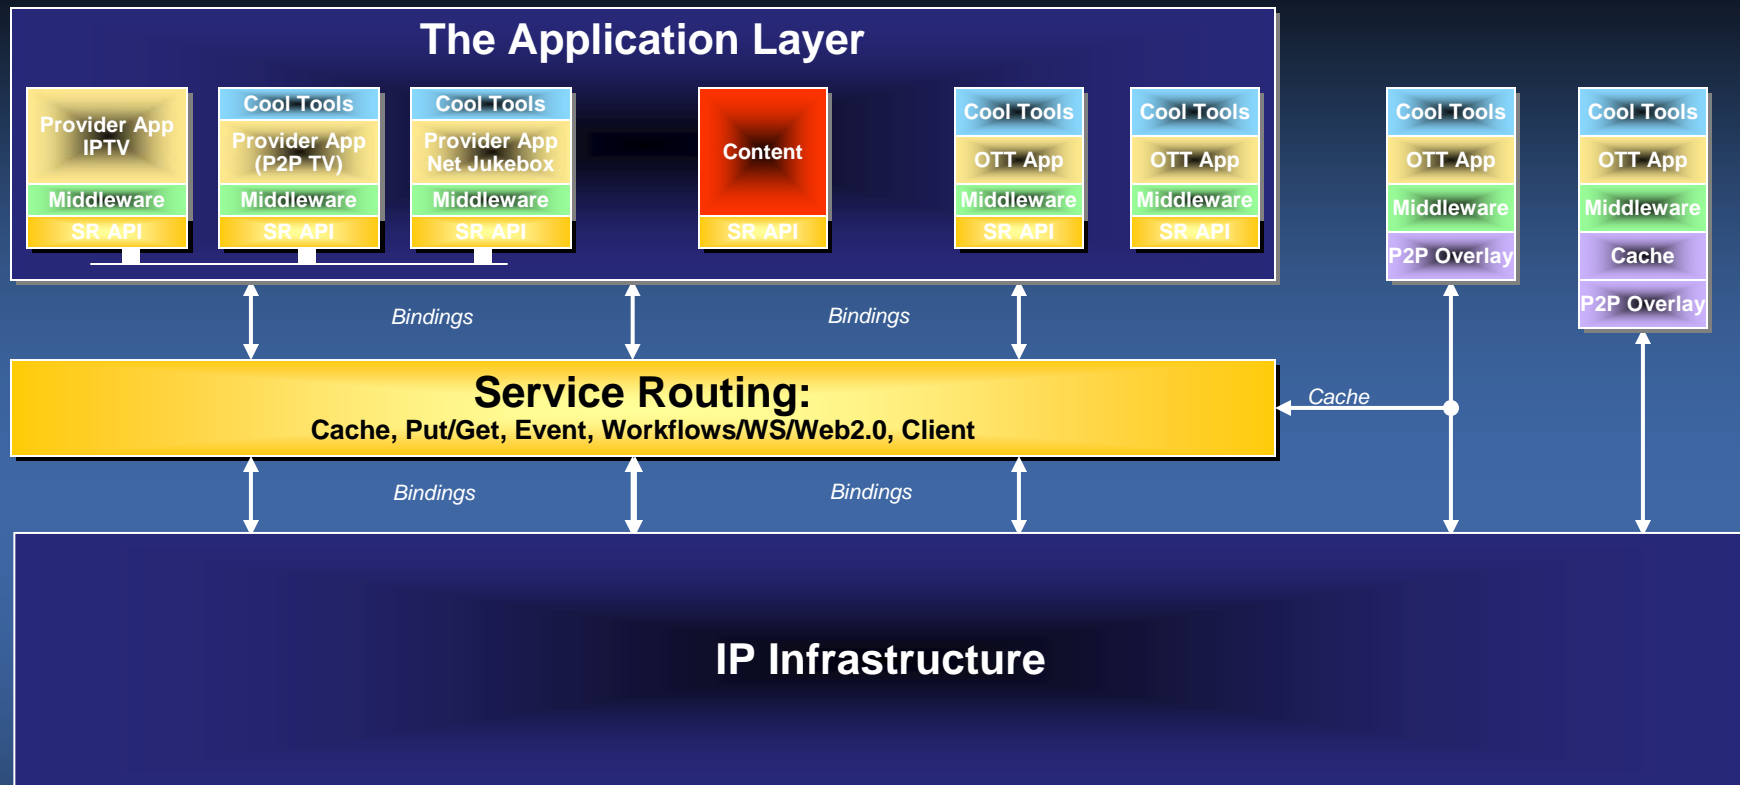 The Application Layer
Provider App
IPTV
Middleware
SR API
Cool Tools
Provider App
(P2P TV)
Middleware
SR API
Cool Tools
Provider App
Net Jukebox
Middleware
SR API
Content
SR API
Cool Tools
OTT App
Middleware
SR API
Cool Tools
OTT App
Middleware
SR API
Cool Tools
OTT App
Middleware
P2P Overlay
Cool Tools
OTT App
Middleware
Cache
P2P Overlay
Bindings
Bindings
Service Routing:
Cache, Put/Get, Event, Workflows/WS/Web2.0, Client
Cache
Bindings
Bindings
IP Infrastructure